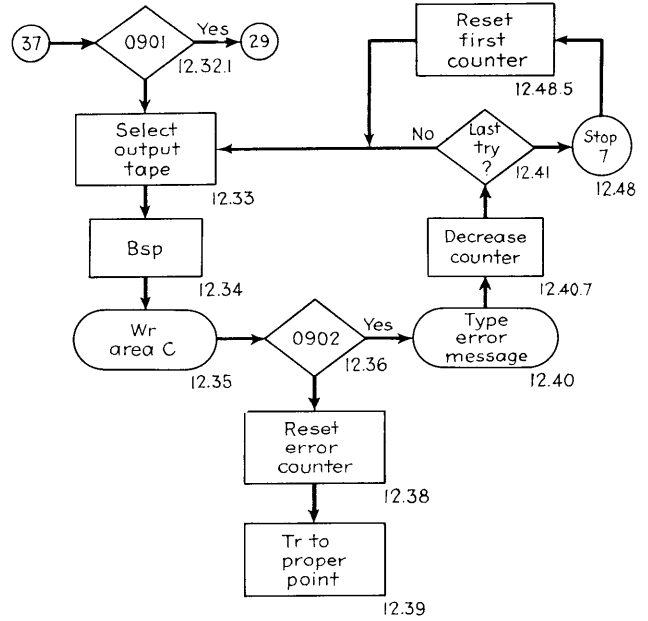 37
0901
Yes
29
12.32.1
Reset
first
counter
12.48.5
Select
output
tape
12.33
No
Last
try
?
12.41
Stop
7
12.48
Bsp
12.34
Decrease
counter
12.40.7
Wr
area C
12.35
0902
Yes
12.36
Type
error
message
12.40
Reset
error
counter
12.38
Tr to
proper
point
12.39